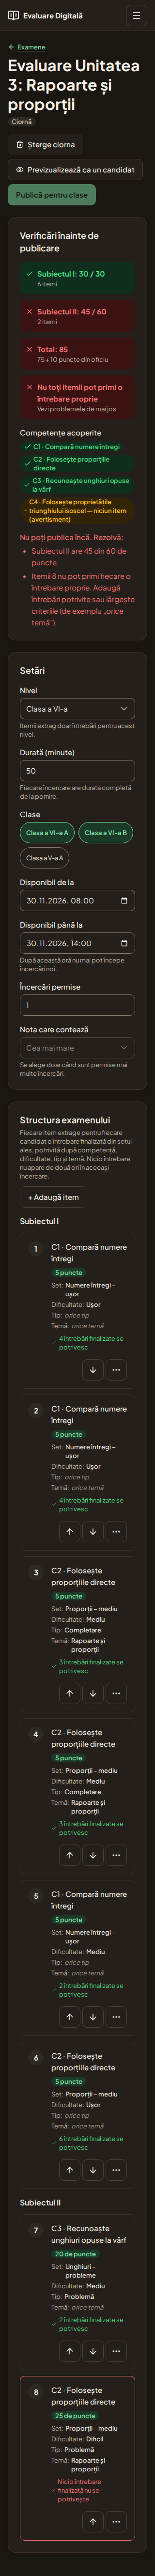 Evaluare Digitală
← Examene
Evaluare Unitatea
3: Rapoarte și
proporții
Ciornă
Șterge ciorna
Previzualizează ca un candidat
Publică pentru clase
Verificări înainte de
publicare
Subiectul I: 30 / 30
6 itemi
Subiectul II: 45 / 60
2 itemi
Total: 85
75 + 10 puncte din oficiu
Nu toți itemii pot primi o
întrebare proprie
Vezi problemele de mai jos
Competențe acoperite
C1 · Compară numere întregi
C2 · Folosește proporțiile
directe
C3 · Recunoaște unghiuri opuse
la vârf
C4 · Folosește proprietățile
triunghiului isoscel — niciun item
(avertisment)
Nu poți publica încă. Rezolvă:
• Subiectul II are 45 din 60 de
puncte.
• Itemii 8 nu pot primi fiecare o
întrebare proprie. Adaugă
întrebări potrivite sau lărgește
criteriile (de exemplu „orice
temă”).
Setări
Nivel
Clasa a VI-a
Itemii extrag doar întrebări pentru acest
nivel.
Durată (minute)
50
Fiecare încercare are durata completă
de la pornire.
Clase
Clasa a VI-a A
Clasa a VI-a B
Clasa a V-a A
Disponibil de la
30.11.2026, 08:00
Disponibil până la
30.11.2026, 14:00
După această oră nu mai pot începe
încercări noi.
Încercări permise
1
Nota care contează
Cea mai mare
Se alege doar când sunt permise mai
multe încercări.
Structura examenului
Fiecare item extrage pentru fiecare
candidat o întrebare finalizată din setul
ales, potrivită după competență,
dificultate, tip și temă. Nicio întrebare
nu apare de două ori în aceeași
încercare.
+ Adaugă item
Subiectul I
1
C1 · Compară numere
întregi
5 puncte
Set: Numere întregi –
ușor
Dificultate: Ușor
Tip: orice tip
Temă: orice temă
4 întrebări finalizate se
potrivesc
2
C1 · Compară numere
întregi
5 puncte
Set: Numere întregi –
ușor
Dificultate: Ușor
Tip: orice tip
Temă: orice temă
4 întrebări finalizate se
potrivesc
3
C2 · Folosește
proporțiile directe
5 puncte
Set: Proporții – mediu
Dificultate: Mediu
Tip: Completare
Temă: Rapoarte și
proporții
3 întrebări finalizate se
potrivesc
4
C2 · Folosește
proporțiile directe
5 puncte
Set: Proporții – mediu
Dificultate: Mediu
Tip: Completare
Temă: Rapoarte și
proporții
3 întrebări finalizate se
potrivesc
5
C1 · Compară numere
întregi
5 puncte
Set: Numere întregi –
ușor
Dificultate: Mediu
Tip: orice tip
Temă: orice temă
2 întrebări finalizate se
potrivesc
6
C2 · Folosește
proporțiile directe
5 puncte
Set: Proporții – mediu
Dificultate: Ușor
Tip: orice tip
Temă: orice temă
6 întrebări finalizate se
potrivesc
Subiectul II
7
C3 · Recunoaște
unghiuri opuse la vârf
20 de puncte
Set: Unghiuri –
probleme
Dificultate: Mediu
Tip: Problemă
Temă: orice temă
2 întrebări finalizate se
potrivesc
8
C2 · Folosește
proporțiile directe
25 de puncte
Set: Proporții – mediu
Dificultate: Dificil
Tip: Problemă
Temă: Rapoarte și
proporții
Nicio întrebare
finalizată nu se
potrivește